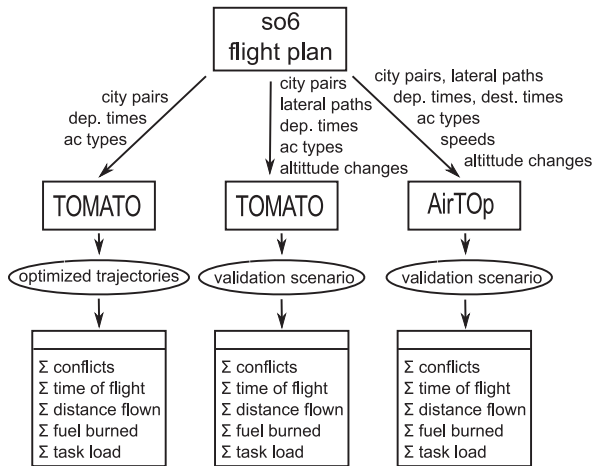 so6
flight plan
city pairs
dep. times
ac types
city pairs
lateral paths
dep. times
ac types
altittude changes
city pairs, lateral paths
dep. times, dest. times
ac types
speeds
altittude changes
TOMATO
TOMATO
AirTOp
optimized trajectories
validation scenario
validation scenario
Σ conflicts
Σ time of flight
Σ distance flown
Σ fuel burned
Σ task load
Σ conflicts
Σ time of flight
Σ distance flown
Σ fuel burned
Σ task load
Σ conflicts
Σ time of flight
Σ distance flown
Σ fuel burned
Σ task load